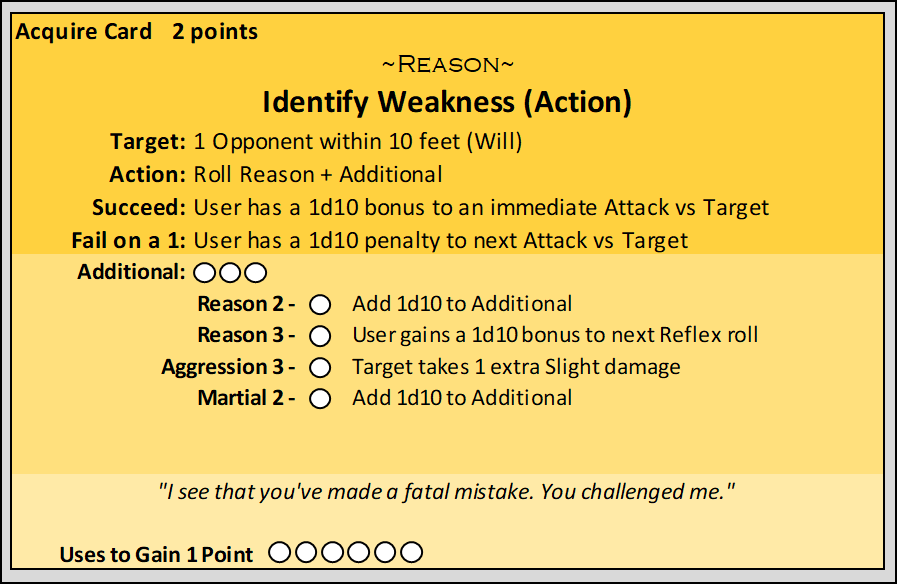 Acquire Card 2 points
~REASON~
Identify Weakness (Action)
Target: 1 Opponent within 10 feet (Will)
Action: Roll Reason + Additional
Succeed: User has a 1d10 bonus to an immediate Attack vs Target
Fail on a 1: User has a 1d10 penalty to next Attack vs Target
Additional:
Reason 2 - Add 1d10 to Additional
Reason 3 - User gains a 1d10 bonus to next Reflex roll
Aggression 3 - Target takes 1 extra Slight damage
Martial 2 - Add 1d10 to Additional
"I see that you've made a fatal mistake. You challenged me."
Uses to Gain 1 Point